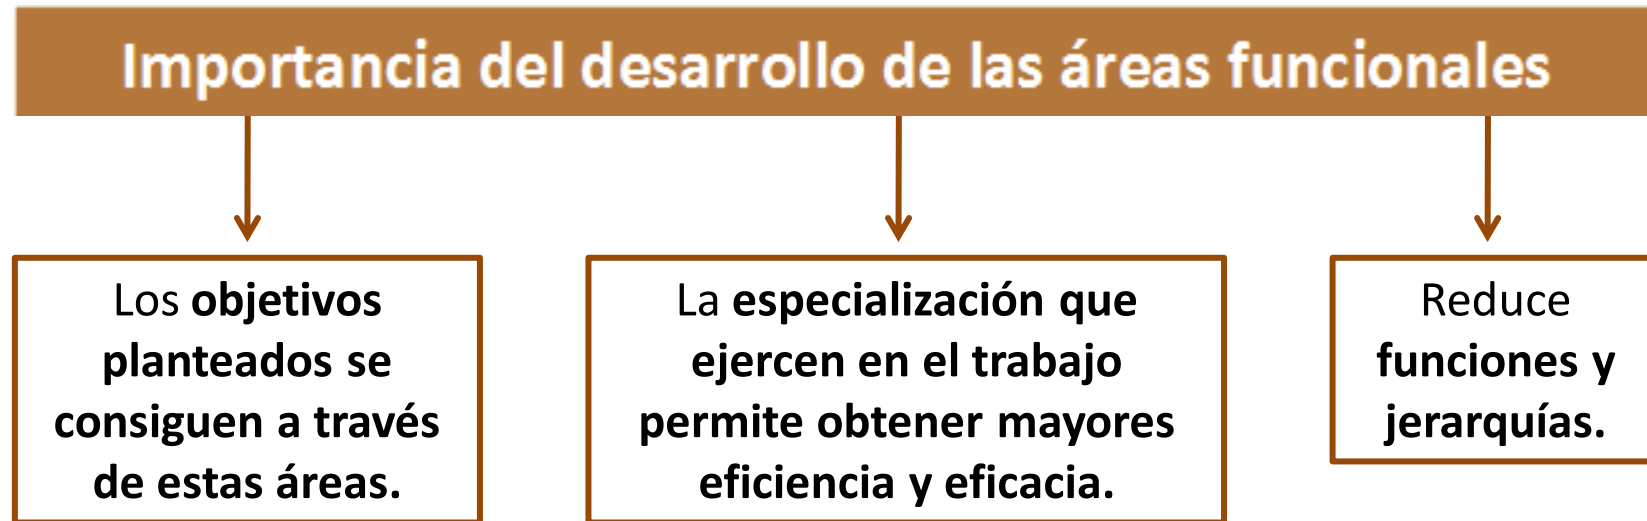 Importancia del desarrollo de las áreas funcionales
Los objetivos
planteados se
consiguen a través
de estas áreas.
La especialización que
ejercen en el trabajo
permite obtener mayores
eficiencia y eficacia.
Reduce
funciones y
jerarquías.